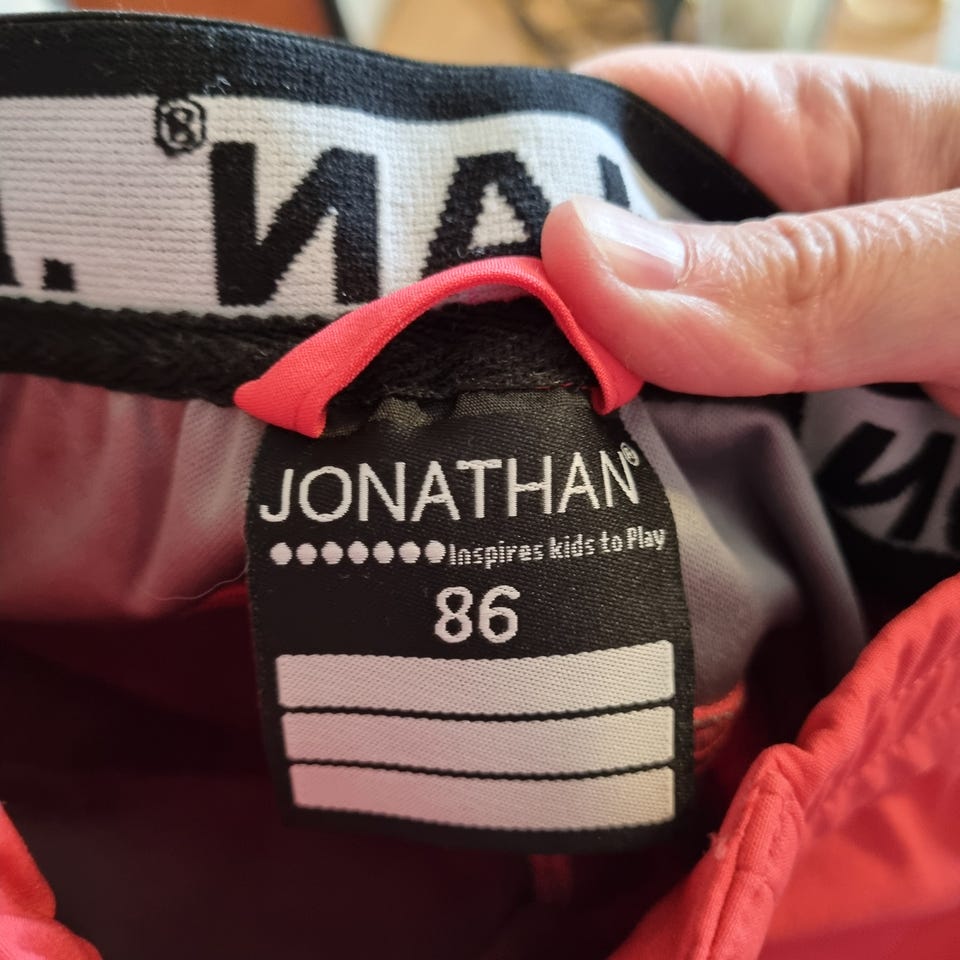 JONATHAN®
Inspires kids to Play
86